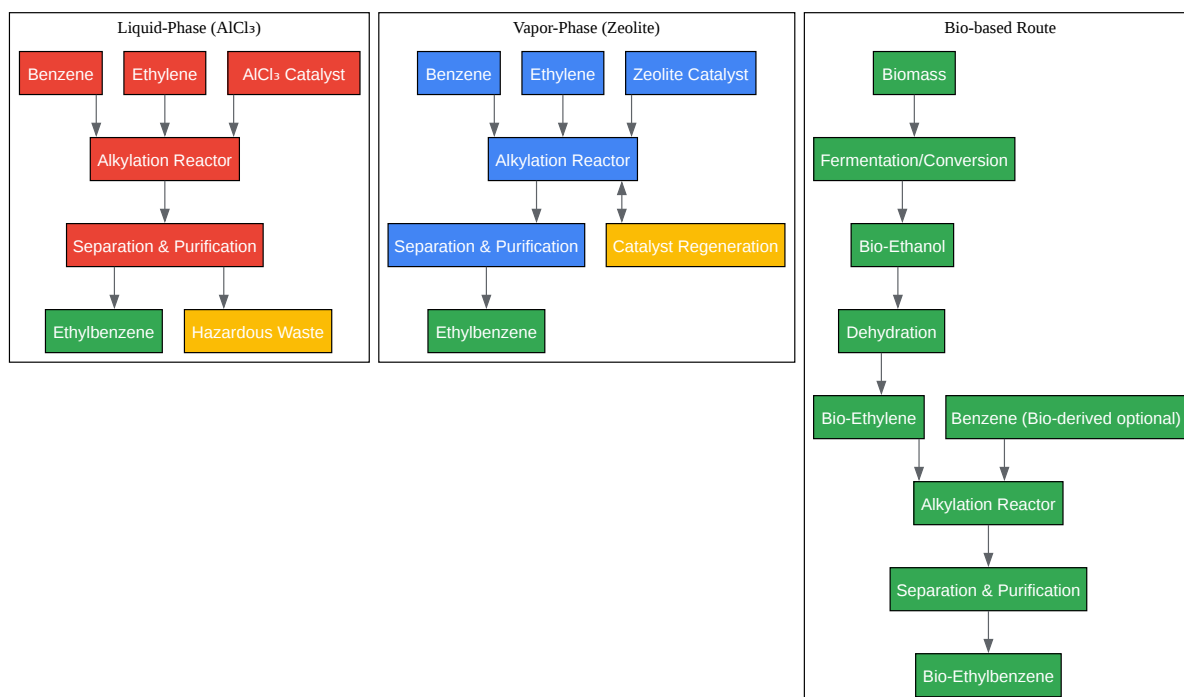 Liquid-Phase (AlCl₃)
Benzene
Ethylene
AlCl₃ Catalyst
Alkylation Reactor
Separation & Purification
Ethylbenzene
Hazardous Waste
Vapor-Phase (Zeolite)
Benzene
Ethylene
Zeolite Catalyst
Alkylation Reactor
Separation & Purification
Catalyst Regeneration
Ethylbenzene
Bio-based Route
Biomass
Fermentation/Conversion
Bio-Ethanol
Dehydration
Bio-Ethylene
Benzene (Bio-derived optional)
Alkylation Reactor
Separation & Purification
Bio-Ethylbenzene